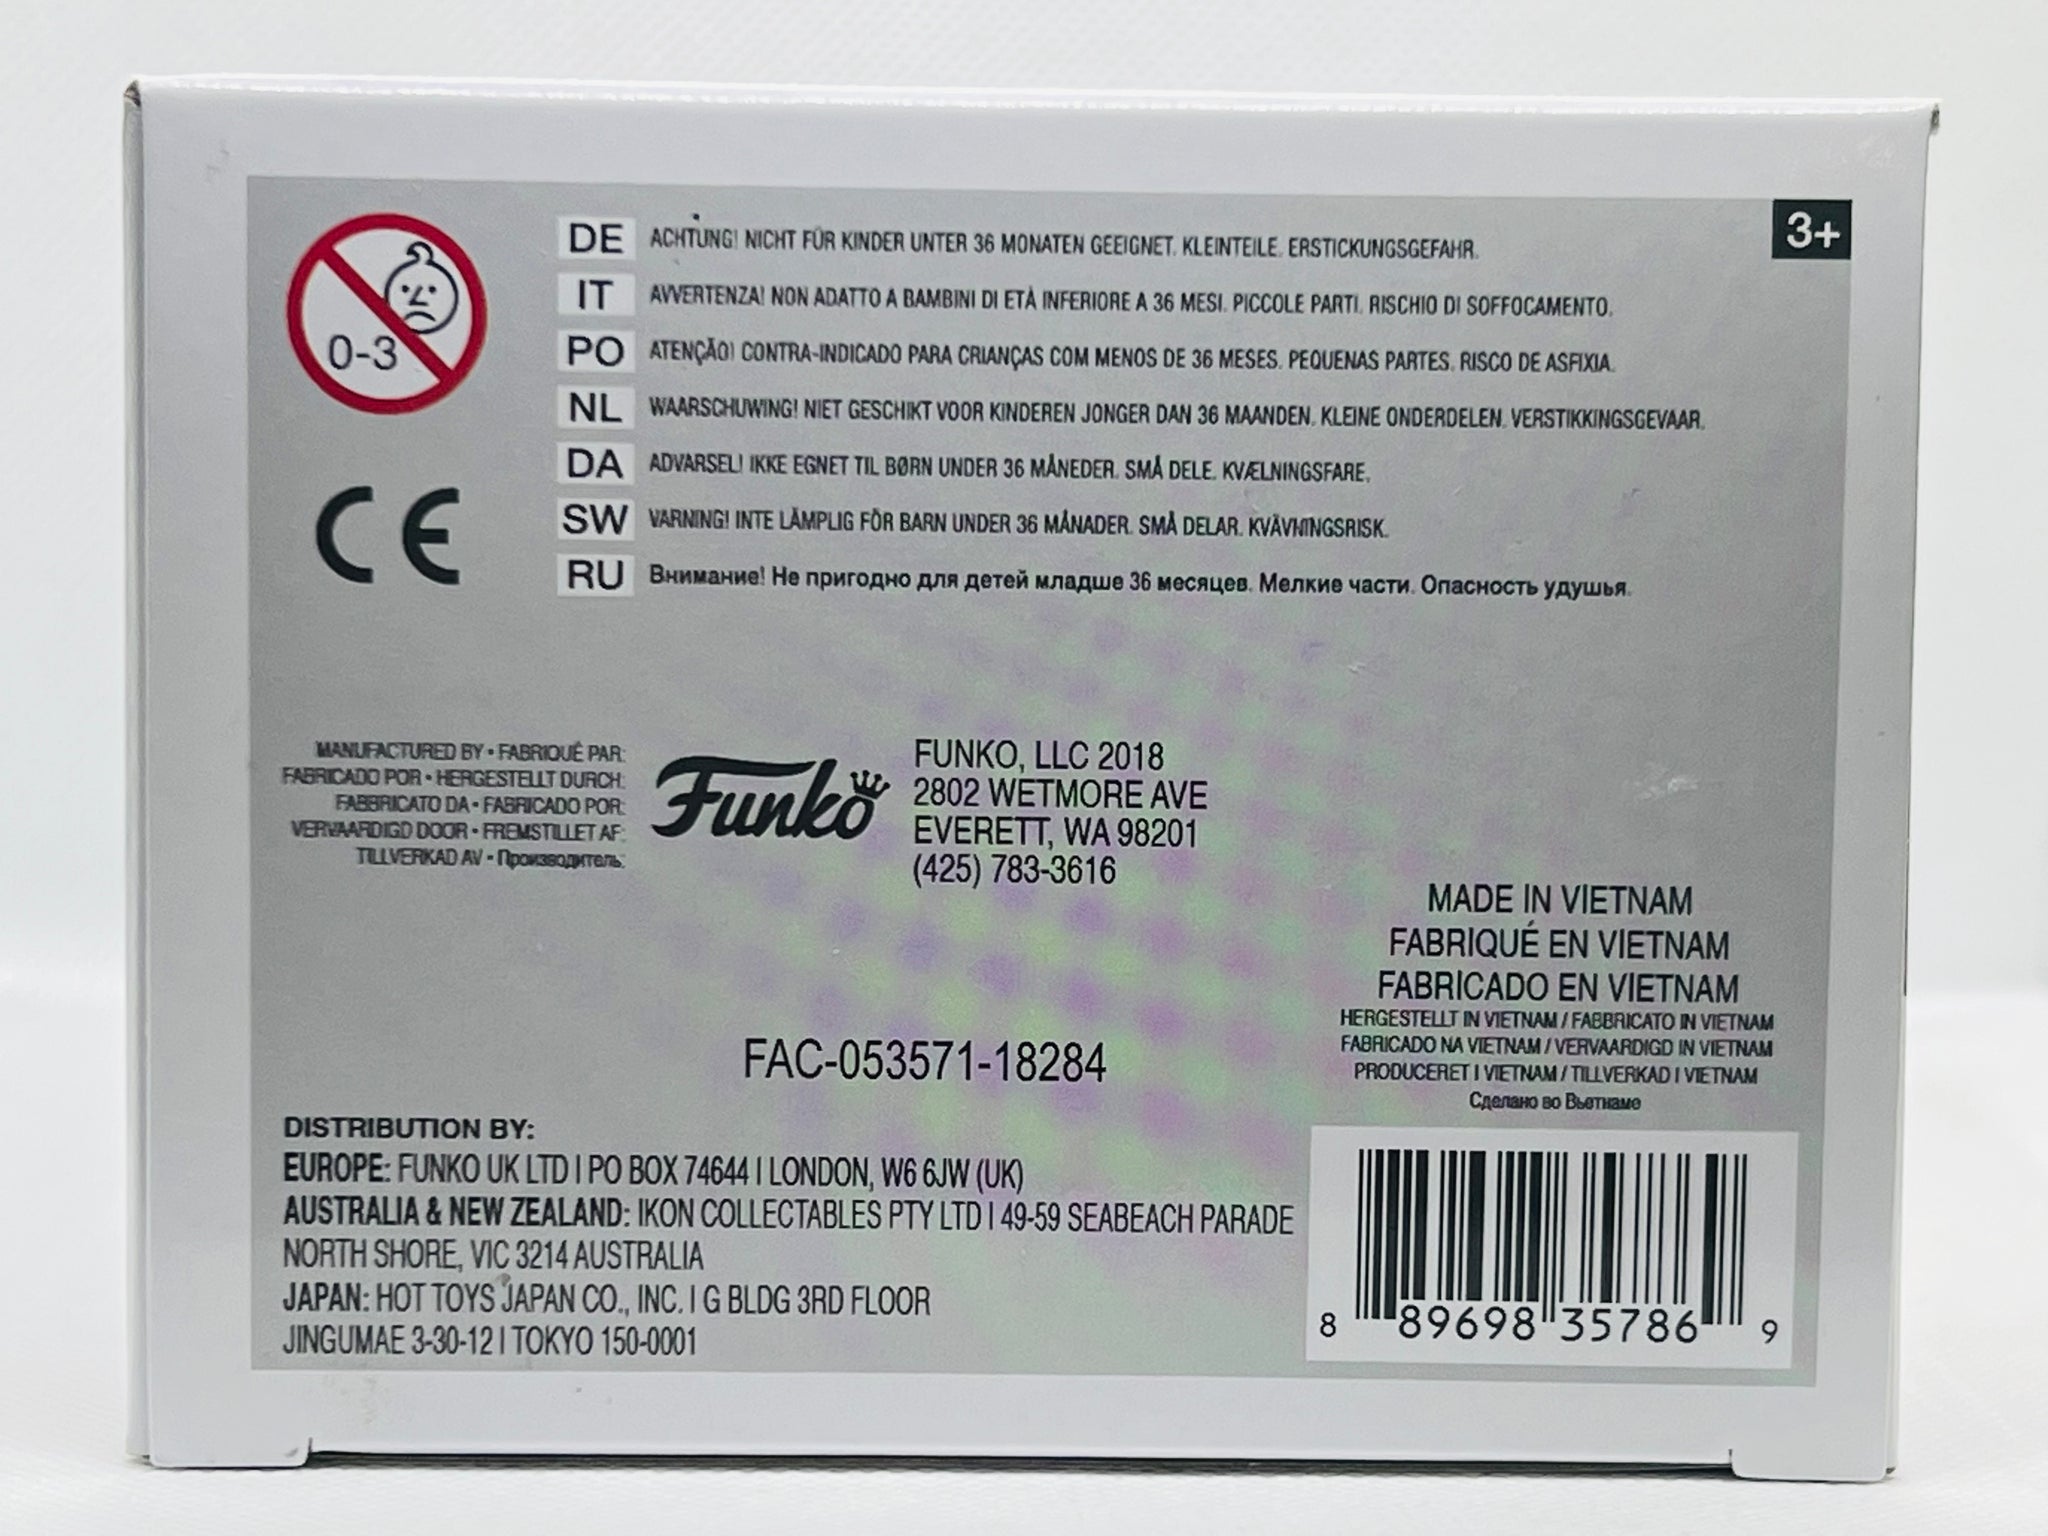 3+
0-3
DE ACHTUNG! NICHT FÜR KINDER UNTER 36 MONATEN GEEIGNET. KLEINTEILE. ERSTICKUNGSGEFAHR.
IT AVVERTENZA! NON ADATTO A BAMBINI DI ETÀ INFERIORE A 36 MESI. PICCOLE PARTI. RISCHIO DI SOFFOCAMENTO.
PO ATENÇÃO! CONTRA-INDICADO PARA CRIANÇAS COM MENOS DE 36 MESES. PEQUENAS PARTES. RISCO DE ASFIXIA.
NL WAARSCHUWING! NIET GESCHIKT VOOR KINDEREN JONGER DAN 36 MAANDEN. KLEINE ONDERDELEN. VERSTIKKINGSGEVAAR.
DA ADVARSEL! IKKE EGNET TIL BØRN UNDER 36 MÅNEDER. SMÅ DELE. KVÆLNINGSFARE.
SW VARNING! INTE LÄMPLIG FÖR BARN UNDER 36 MÅNADER. SMÅ DELAR. KVÄVNINGSRISK.
RU Внимание! Не пригодно для детей младше 36 месяцев. Мелкие части. Опасность удушья.
CE
MANUFACTURED BY • FABRIQUÉ PAR:
FABRICADO POR • HERGESTELLT DURCH:
FABBRICATO DA • FABRICADO POR:
VERVAARDIGD DOOR • FREMSTILLET AF:
TILLVERKAD AV • Производитель:
Funko
FUNKO, LLC 2018
2802 WETMORE AVE
EVERETT, WA 98201
(425) 783-3616
MADE IN VIETNAM
FABRIQUÉ EN VIETNAM
FABRICADO EN VIETNAM
HERGESTELLT IN VIETNAM / FABBRICATO IN VIETNAM
FABRICADO NA VIETNAM / VERVAARDIGD IN VIETNAM
PRODUCERET I VIETNAM / TILLVERKAD I VIETNAM
Сделано во Вьетнаме
FAC-053571-18284
DISTRIBUTION BY:
EUROPE: FUNKO UK LTD | PO BOX 74644 | LONDON, W6 6JW (UK)
AUSTRALIA & NEW ZEALAND: IKON COLLECTABLES PTY LTD | 49-59 SEABEACH PARADE
NORTH SHORE, VIC 3214 AUSTRALIA
JAPAN: HOT TOYS JAPAN CO., INC. | G BLDG 3RD FLOOR
JINGUMAE 3-30-12 | TOKYO 150-0001
8 89698 35786 9